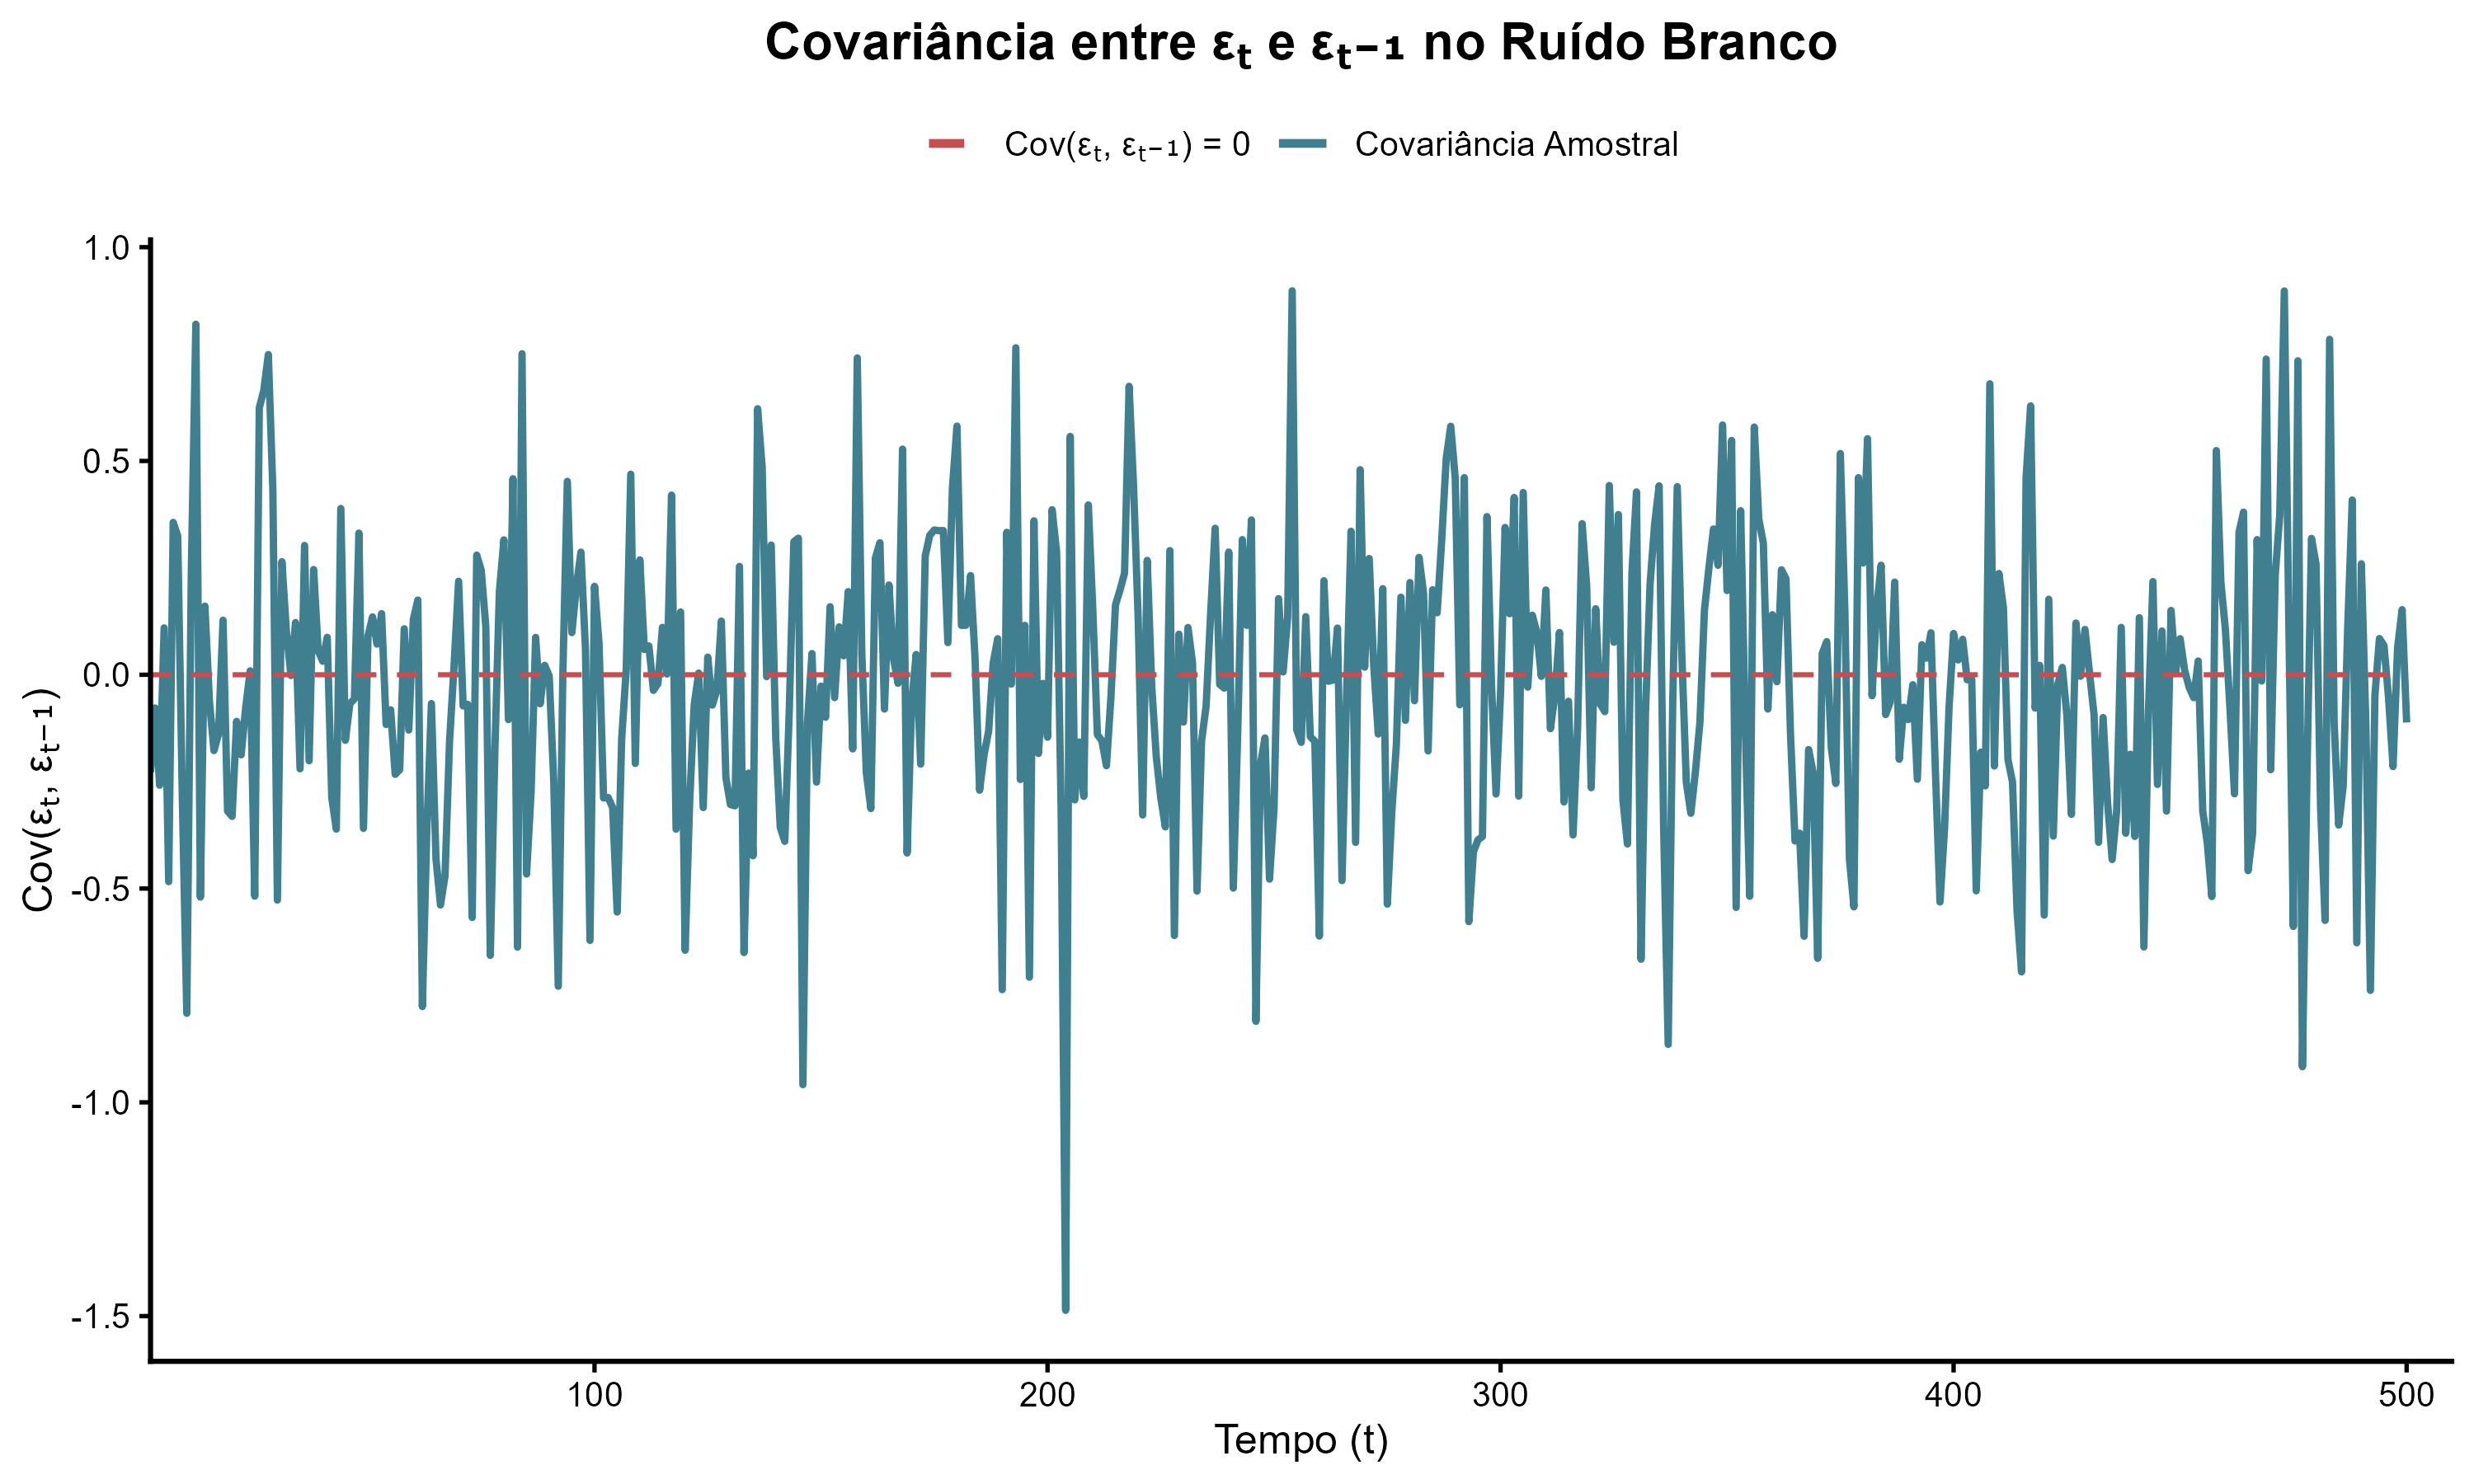 Covariância entre εₜ e εₜ₋₁ no Ruído Branco
Cov(εₜ, εₜ₋₁) = 0
Covariância Amostral
1.0
0.5
0.0
-0.5
-1.0
-1.5
Cov(εₜ, εₜ₋₁)
100
200
300
400
500
Tempo (t)